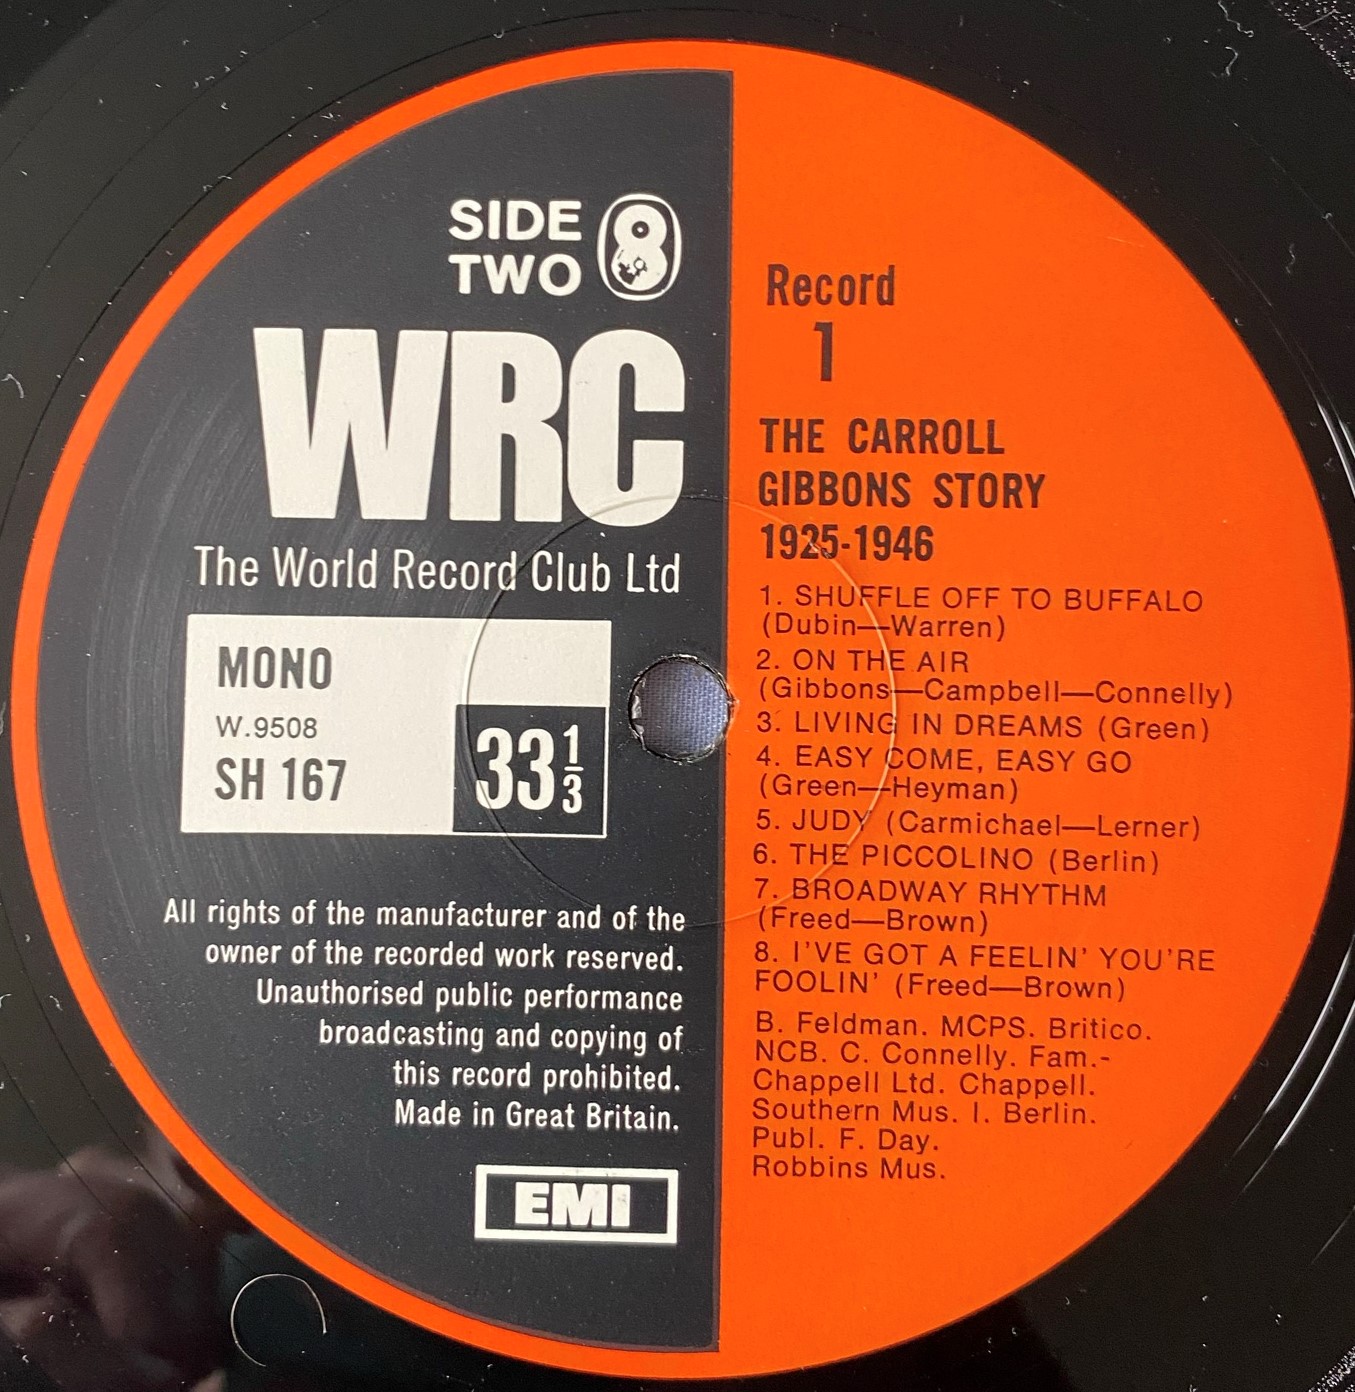 SIDE
TWO
WRC
The World Record Club Ltd
MONO
W.9508
SH 167
33 1/3
All rights of the manufacturer and of the
owner of the recorded work reserved.
Unauthorised public performance
broadcasting and copying of
this record prohibited.
Made in Great Britain.
EMI
Record
1
THE CARROLL
GIBBONS STORY
1925-1946
1. SHUFFLE OFF TO BUFFALO
(Dubin—Warren)
2. ON THE AIR
(Gibbons—Campbell—Connelly)
3. LIVING IN DREAMS (Green)
4. EASY COME, EASY GO
(Green—Heyman)
5. JUDY (Carmichael—Lerner)
6. THE PICCOLINO (Berlin)
7. BROADWAY RHYTHM
(Freed—Brown)
8. I'VE GOT A FEELIN' YOU'RE
FOOLIN' (Freed—Brown)
B. Feldman. MCPS. Britico.
NCB. C. Connelly. Fam.-
Chappell Ltd. Chappell.
Southern Mus. I. Berlin.
Publ. F. Day.
Robbins Mus.